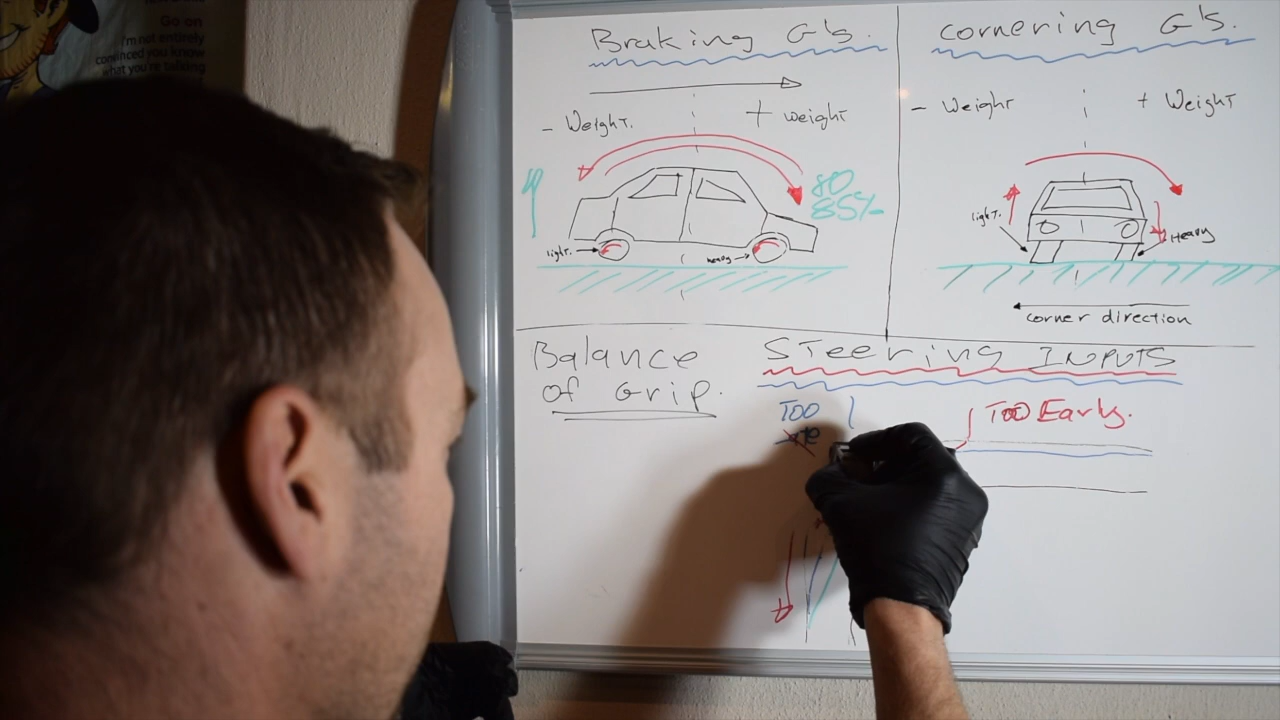 Go on
I'm not entirely
convinced you know
what you're talking
Braking G's.
- Weight.
+ weight
80
85%
light.
heavy
cornering G's.
- Weight
+ Weight
light.
Heavy
corner direction
Balance
of Grip.
Steering INPUTS
Too
Too Early.